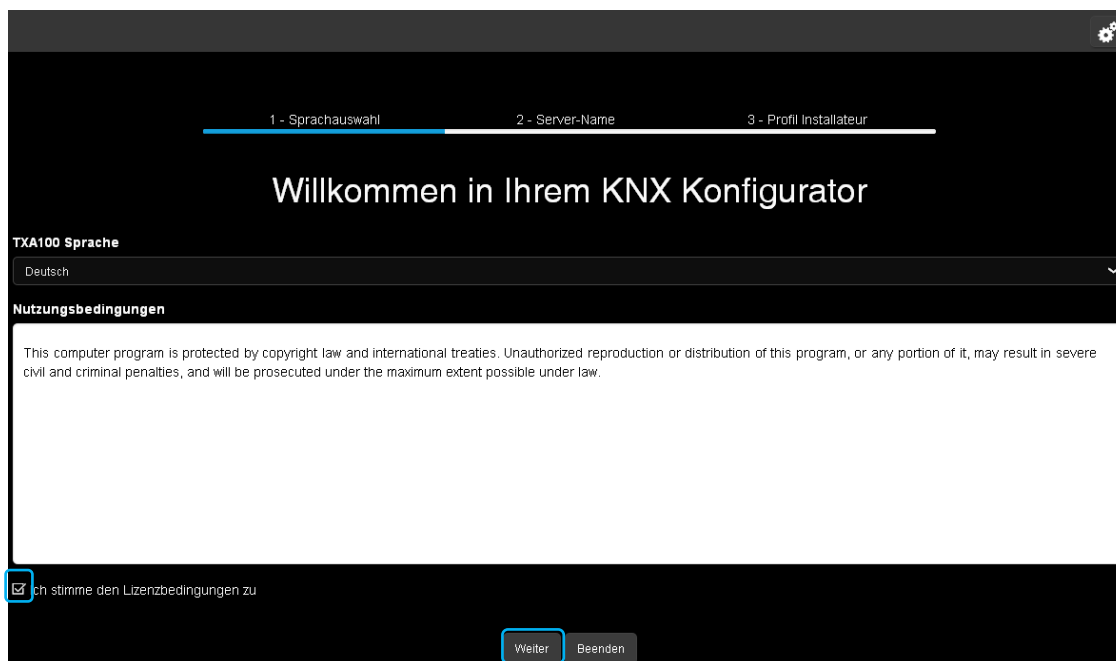 1 - Sprachauswahl 2 - Server-Name 3 - Profil Installateur
Willkommen in Ihrem KNX Konfigurator
TXA100 Sprache
Deutsch
Nutzungsbedingungen
This computer program is protected by copyright law and international treaties. Unauthorized reproduction or distribution of this program, or any portion of it, may result in severe
civil and criminal penalties, and will be prosecuted under the maximum extent possible under law.
Ich stimme den Lizenzbedingungen zu
Weiter Beenden